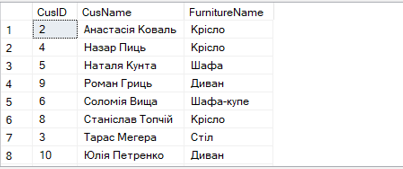 CusID CusName FurnitureName
1 2 Анастасія Коваль Крісло
2 4 Назар Пиць Крісло
3 5 Наталя Кунта Шафа
4 9 Роман Гриць Диван
5 6 Соломія Вища Шафа-купе
6 8 Станіслав Топчій Крісло
7 3 Тарас Мегера Стіл
8 10 Юлія Петренко Диван